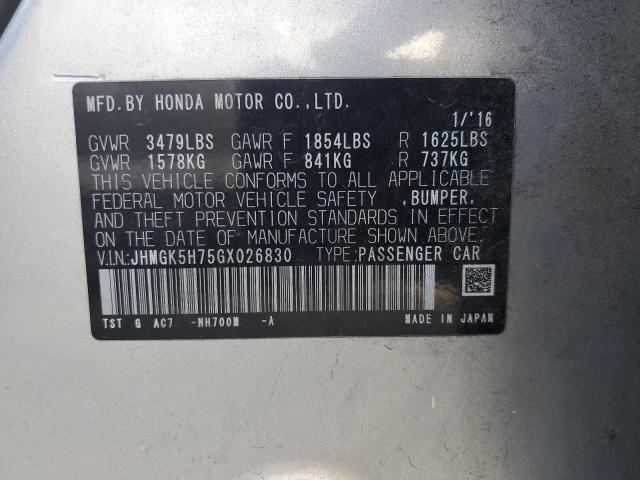 MFD.BY HONDA MOTOR CO.,LTD.
1/'16
GVWR 3479LBS GAWR F 1854LBS R 1625LBS
GVWR 1578KG GAWR F 841KG R 737KG
THIS VEHICLE CONFORMS TO ALL APPLICABLE
FEDERAL MOTOR VEHICLE SAFETY ,BUMPER,
AND THEFT PREVENTION STANDARDS IN EFFECT
ON THE DATE OF MANUFACTURE SHOWN ABOVE.
V.I.N.:JHMGK5H75GX026830 TYPE:PASSENGER CAR
TST G AC7 -NH700M -A MADE IN JAPAN